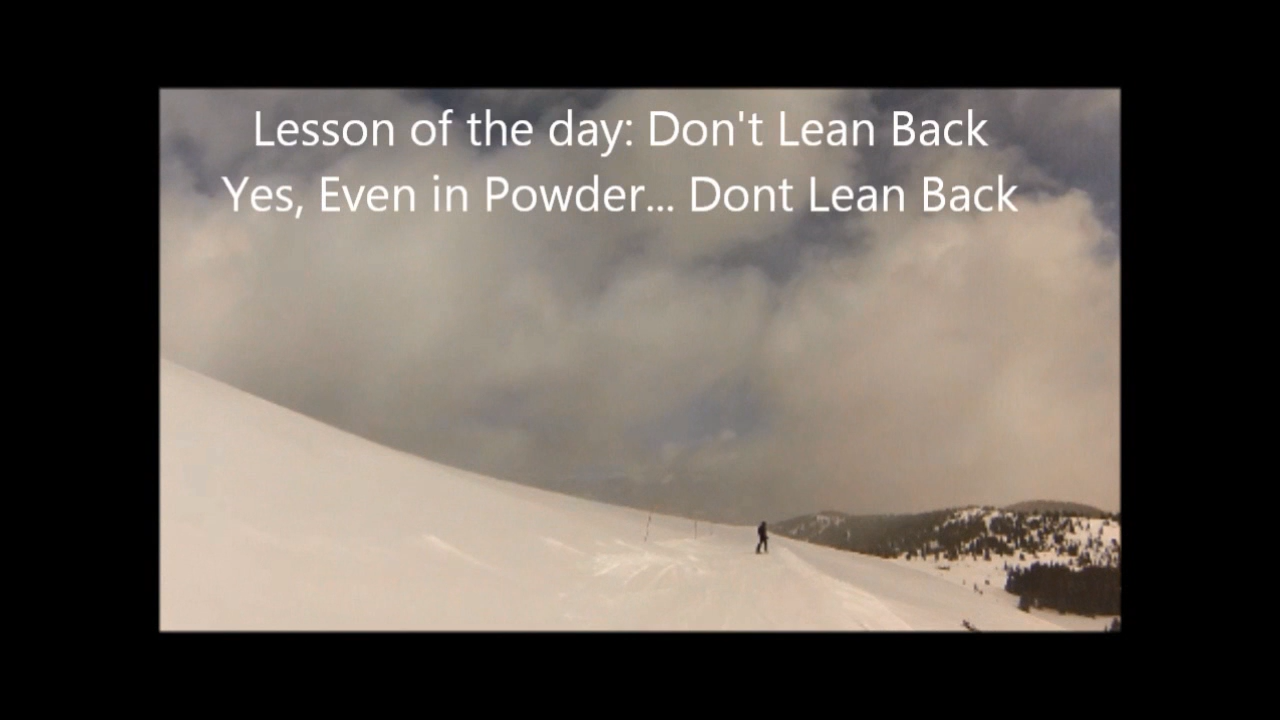 Lesson of the day: Don't Lean Back
Yes, Even in Powder... Dont Lean Back